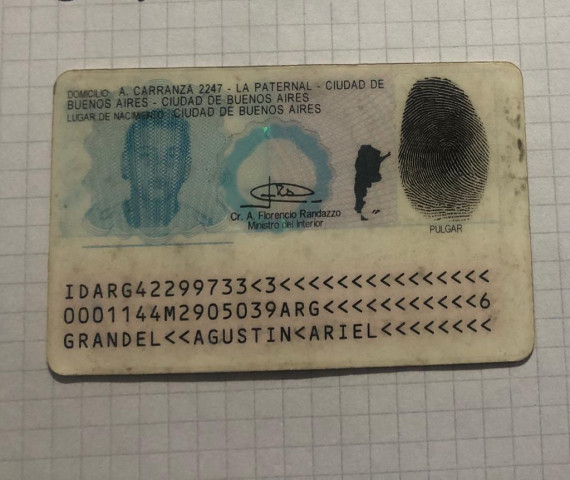 DOMICILIO: A. CARRANZA 2247 - LA PATERNAL - CIUDAD DE
BUENOS AIRES - CIUDAD DE BUENOS AIRES
LUGAR DE NACIMIENTO: CIUDAD DE BUENOS AIRES
Cr. A. Florencio Randazzo
Ministro del Interior
PULGAR
IDARG42299733<3<<<<<<<<<<<<<<<
0001144M2905039ARG<<<<<<<<<<<6
GRANDEL<<AGUSTIN<ARIEL<<<<<<<<